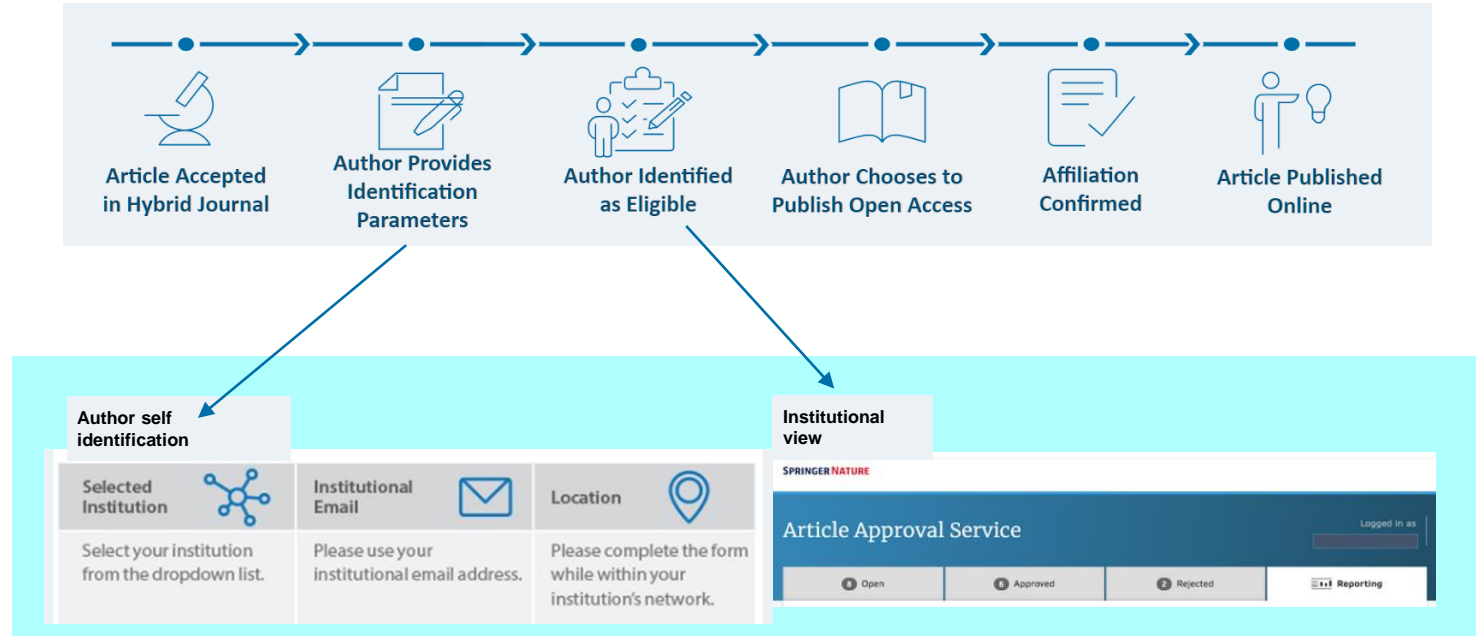 Article Accepted
in Hybrid Journal
Author Provides
Identification
Parameters
Author Identified
as Eligible
Author Chooses to
Publish Open Access
Affiliation
Confirmed
Article Published
Online
Author self
identification
Selected
Institution
Institutional
Email
Location
Select your institution
from the dropdown list.
Please use your
institutional email address.
Please complete the form
while within your
institution's network.
Institutional
view
SPRINGER NATURE
Article Approval Service
Logged in as
8 Open
6 Approved
2 Rejected
Reporting